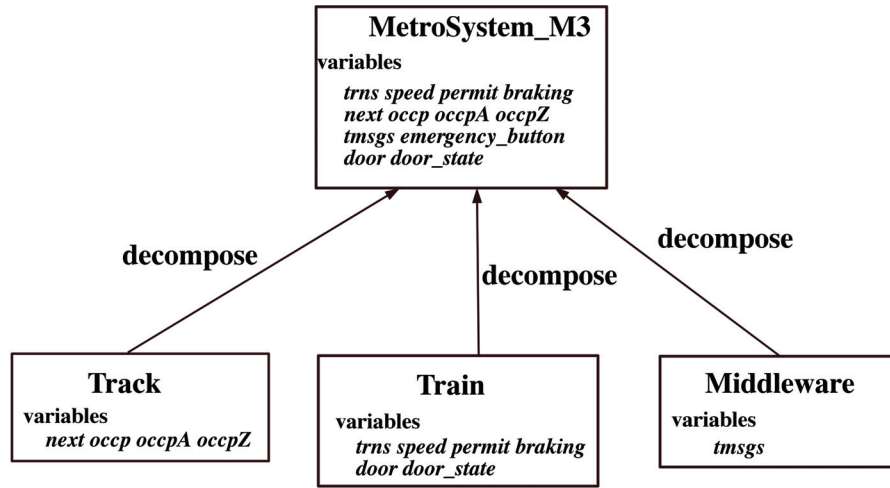 MetroSystem_M3
variables
trns speed permit braking
next occp occpA occpZ
tmsgs emergency_button
door door_state
decompose
decompose
decompose
Track
variables
next occp occpA occpZ
Train
variables
trns speed permit braking
door door_state
Middleware
variables
tmsgs